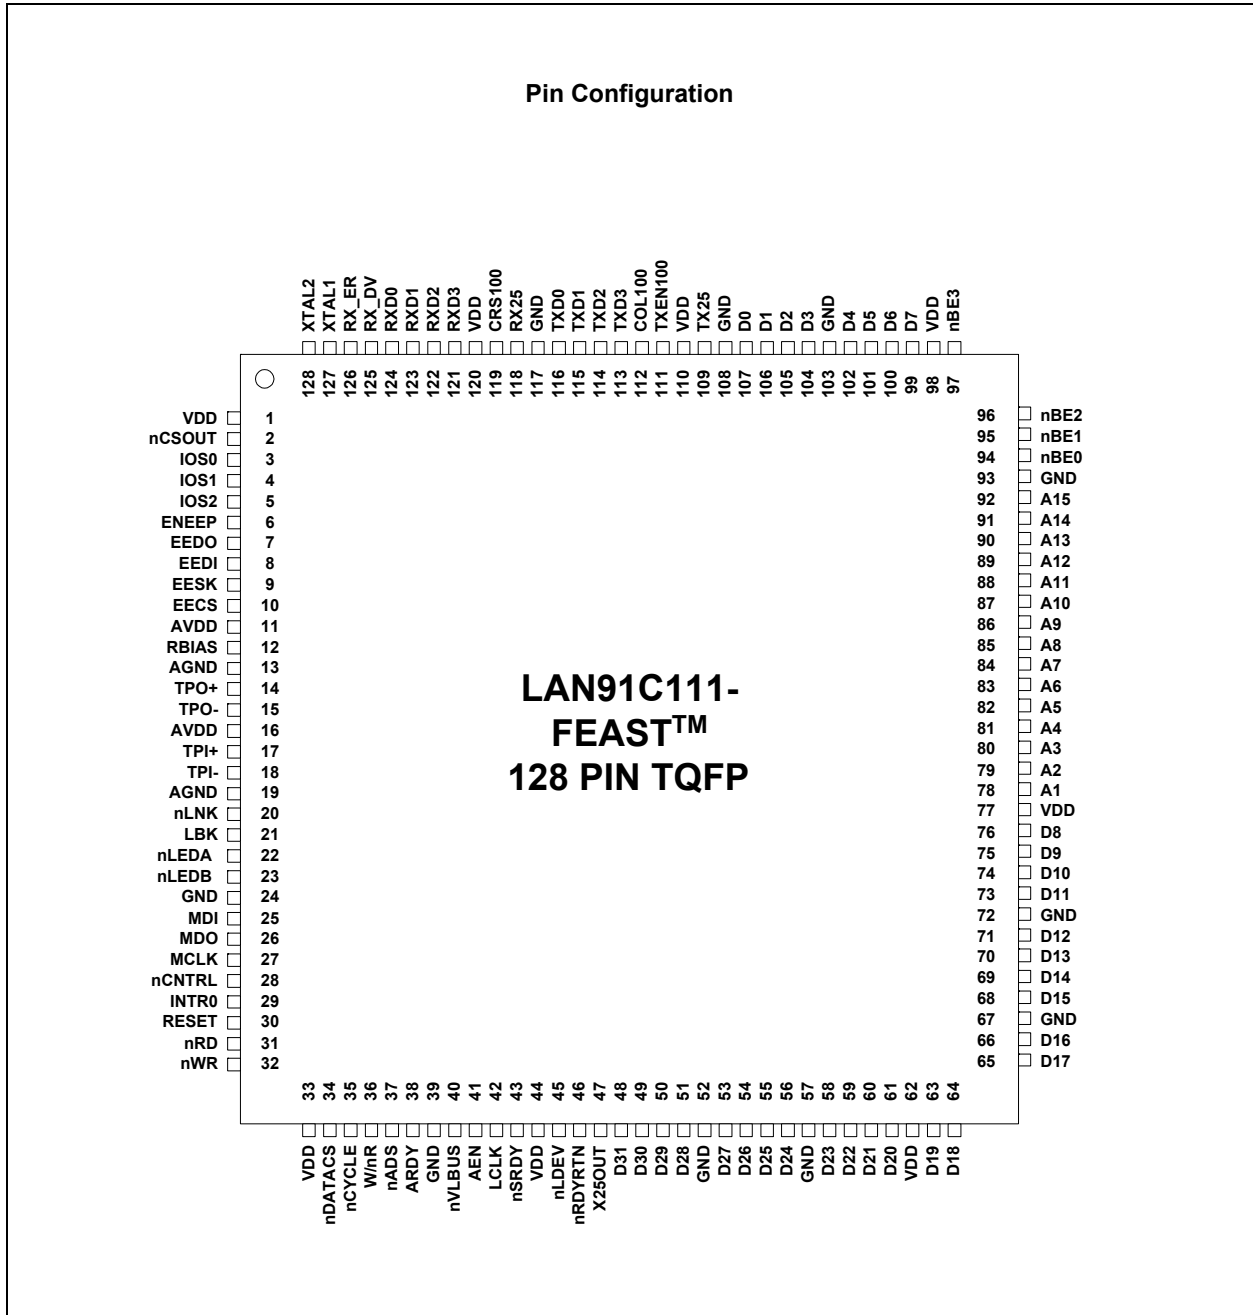 Pin Configuration
XTAL2
XTAL1
RX_ER
RX_DV
RXD0
RXD1
RXD2
RXD3
VDD
CRS100
RX25
GND
TXD0
TXD1
TXD2
TXD3
COL100
TXEN100
VDD
TX25
GND
D0
D1
D2
D3
GND
D4
D5
D6
D7
VDD
nBE3
128
127
126
125
124
123
122
121
120
119
118
117
116
115
114
113
112
111
110
109
108
107
106
105
104
103
102
101
100
99
98
97
VDD 1
nCSOUT 2
IOS0 3
IOS1 4
IOS2 5
ENEEP 6
EEDO 7
EEDI 8
EESK 9
EECS 10
AVDD 11
RBIAS 12
AGND 13
TPO+ 14
TPO- 15
AVDD 16
TPI+ 17
TPI- 18
AGND 19
nLNK 20
LBK 21
nLEDA 22
nLEDB 23
GND 24
MDI 25
MDO 26
MCLK 27
nCNTRL 28
INTR0 29
RESET 30
nRD 31
nWR 32
LAN91C111-
FEAST™
128 PIN TQFP
96 nBE2
95 nBE1
94 nBE0
93 GND
92 A15
91 A14
90 A13
89 A12
88 A11
87 A10
86 A9
85 A8
84 A7
83 A6
82 A5
81 A4
80 A3
79 A2
78 A1
77 VDD
76 D8
75 D9
74 D10
73 D11
72 GND
71 D12
70 D13
69 D14
68 D15
67 GND
66 D16
65 D17
33
34
35
36
37
38
39
40
41
42
43
44
45
46
47
48
49
50
51
52
53
54
55
56
57
58
59
60
61
62
63
64
VDD
nDATACS
nCYCLE
W/nR
nADS
ARDY
GND
nVLBUS
AEN
LCLK
nSRDY
VDD
nLDEV
nRDYRTN
X25OUT
D31
D30
D29
D28
GND
D27
D26
D25
D24
GND
D23
D22
D21
D20
VDD
D19
D18